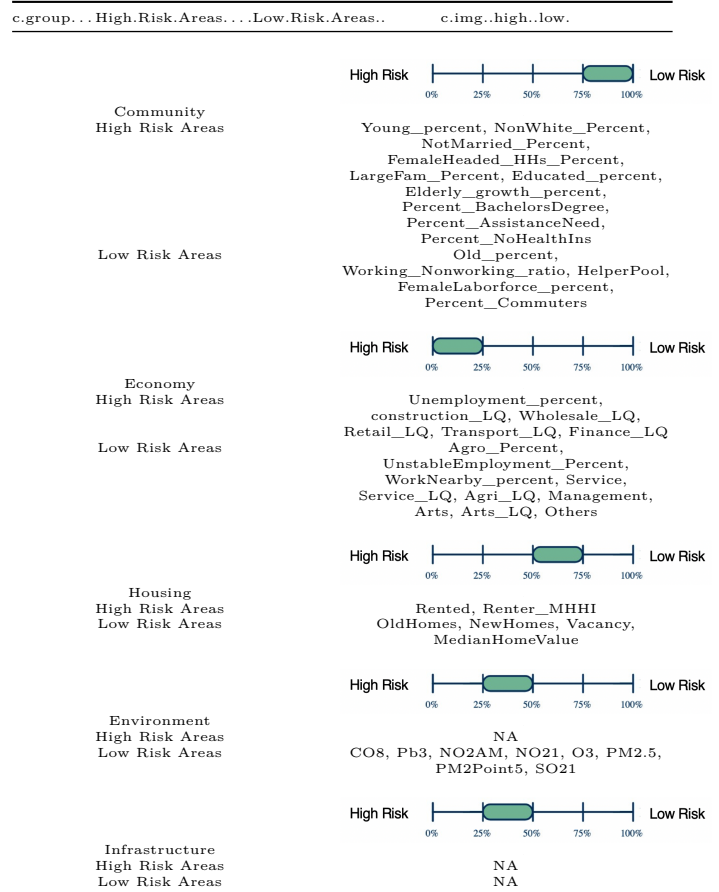 c.group...High.Risk.Areas....Low.Risk.Areas.. c.img..high..low.
High Risk Low Risk
0% 25% 50% 75% 100%
Community
High Risk Areas Young_percent, NonWhite_Percent,
NotMarried_Percent,
FemaleHeaded_HHs_Percent,
LargeFam_Percent, Educated_percent,
Elderly_growth_percent,
Percent_BachelorsDegree,
Percent_AssistanceNeed,
Percent_NoHealthIns
Low Risk Areas Old_percent,
Working_Nonworking_ratio, HelperPool,
FemaleLaborforce_percent,
Percent_Commuters
High Risk Low Risk
0% 25% 50% 75% 100%
Economy
High Risk Areas Unemployment_percent,
construction_LQ, Wholesale_LQ,
Retail_LQ, Transport_LQ, Finance_LQ
Low Risk Areas Agro_Percent,
UnstableEmployment_Percent,
WorkNearby_percent, Service,
Service_LQ, Agri_LQ, Management,
Arts, Arts_LQ, Others
High Risk Low Risk
0% 25% 50% 75% 100%
Housing
High Risk Areas Rented, Renter_MHHI
Low Risk Areas OldHomes, NewHomes, Vacancy,
MedianHomeValue
High Risk Low Risk
0% 25% 50% 75% 100%
Environment
High Risk Areas NA
Low Risk Areas CO8, Pb3, NO2AM, NO21, O3, PM2.5,
PM2Point5, SO21
High Risk Low Risk
0% 25% 50% 75% 100%
Infrastructure
High Risk Areas NA
Low Risk Areas NA